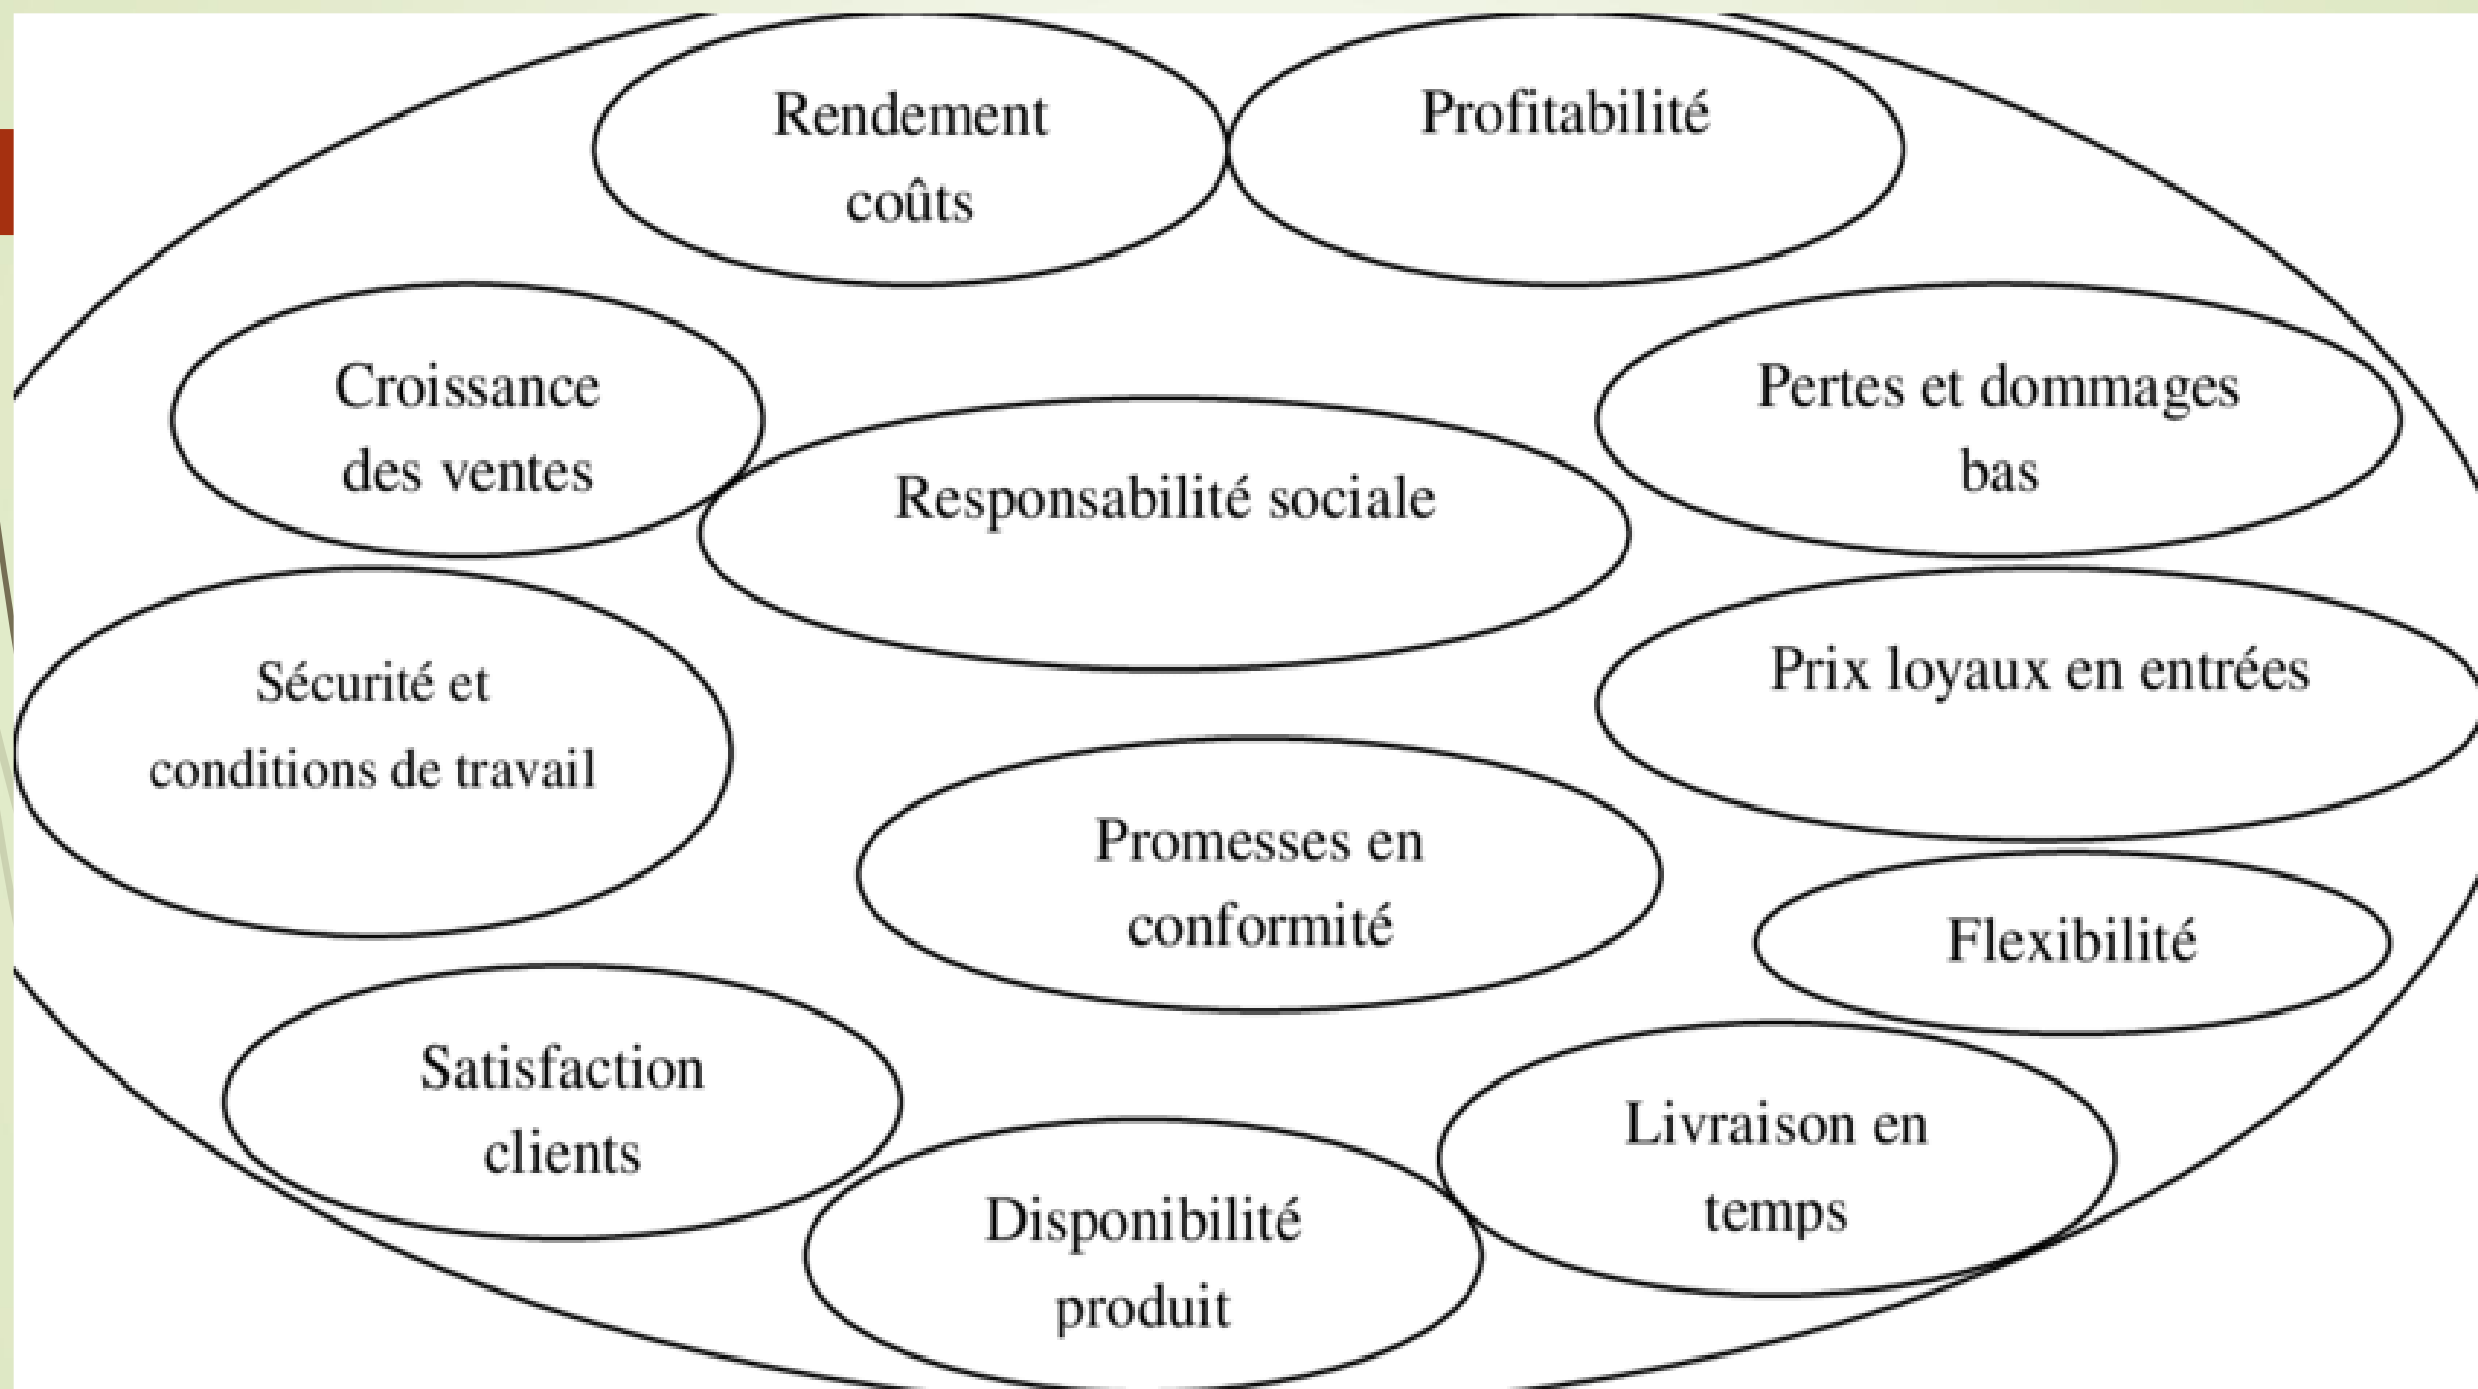 Rendement
coûts
Profitabilité
Croissance
des ventes
Pertes et dommages
bas
Responsabilité sociale
Sécurité et
conditions de travail
Prix loyaux en entrées
Promesses en
conformité
Flexibilité
Satisfaction
clients
Livraison en
temps
Disponibilité
produit